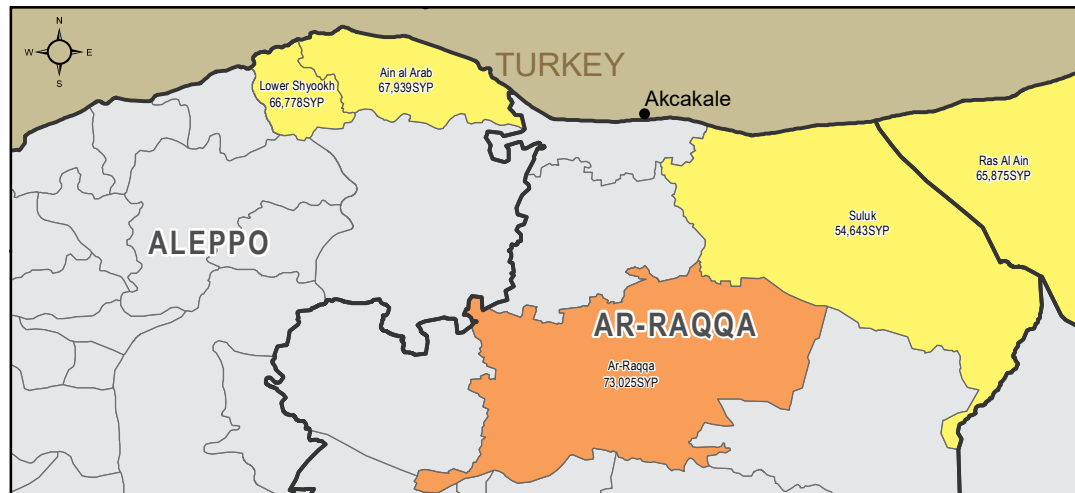 N
W E
S
TURKEY
Ain al Arab
67,939SYP
Lower Shyookh
66,778SYP
Akcakale
Ras Al Ain
65,875SYP
Suluk
54,643SYP
ALEPPO
AR-RAQQA
Ar-Raqqa
73,025SYP